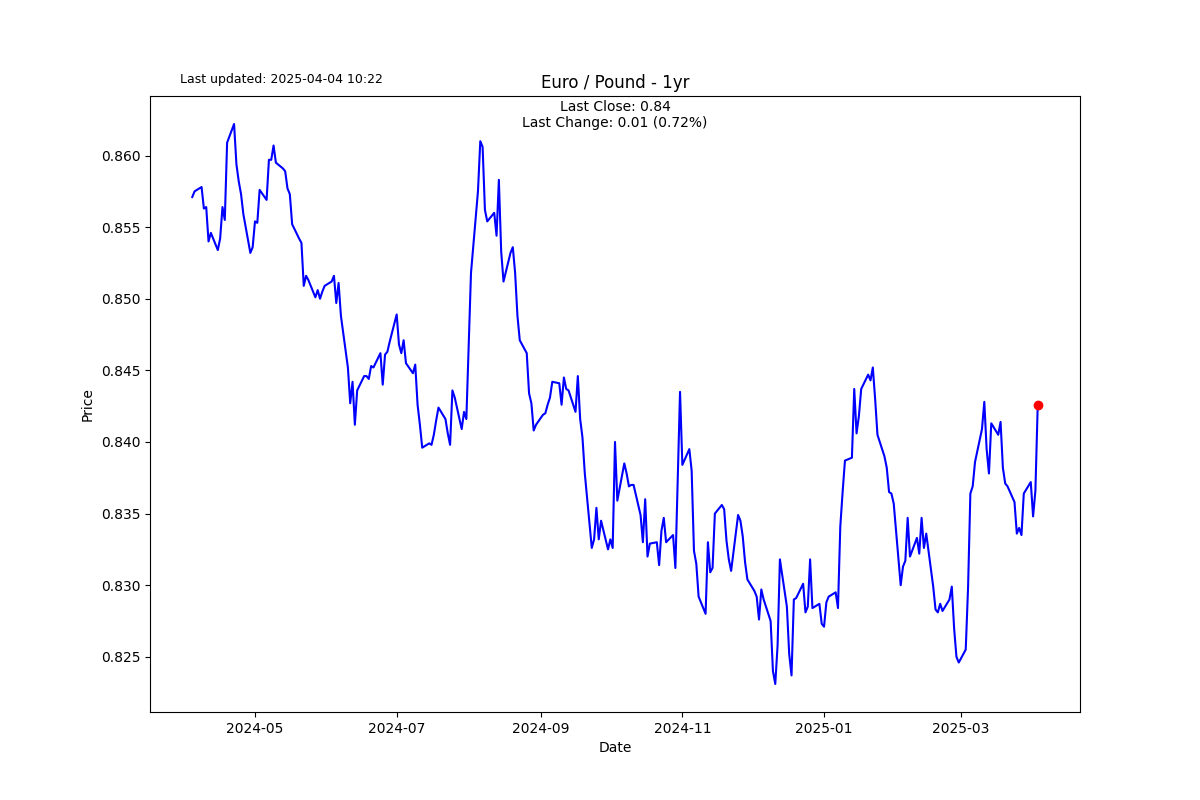 Last updated: 2025-04-04 10:22
Euro / Pound - 1yr
Last Close: 0.84
Last Change: 0.01 (0.72%)
0.860
0.855
0.850
0.845
0.840
0.835
0.830
0.825
Price
2024-05
2024-07
2024-09
2024-11
2025-01
2025-03
Date